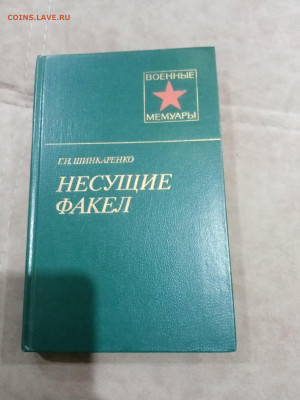 COINS.LAVE.RU
ВОЕННЫЕ
МЕМУАРЫ
Г.Н. ШИНКАРЕНКО
НЕСУЩИЕ
ФАКЕЛ